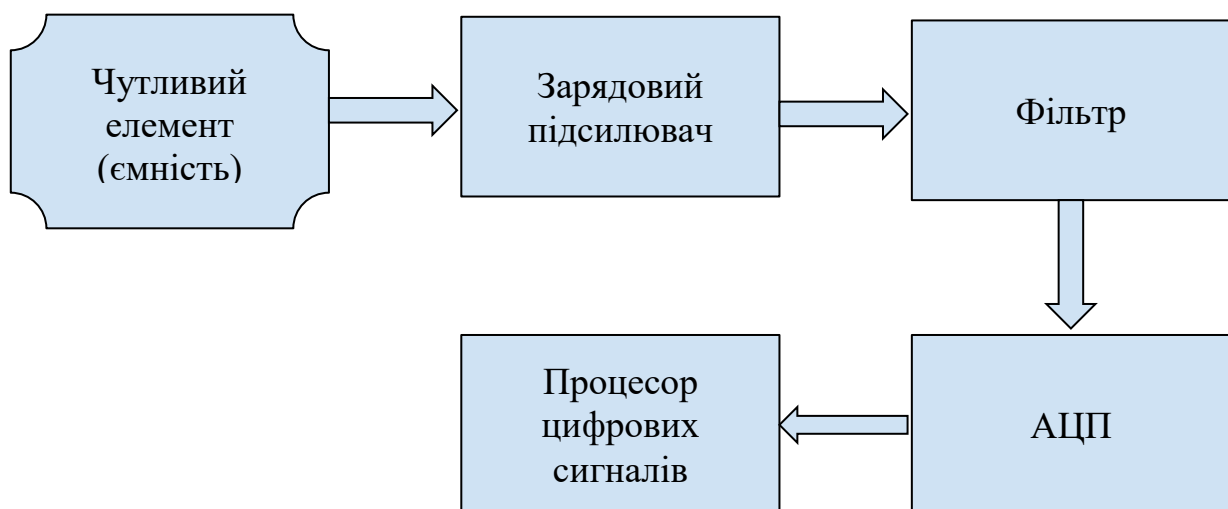 Чутливий
елемент
(ємність)
Зарядовий
підсилювач
Фільтр
Процесор
цифрових
сигналів
АЦП